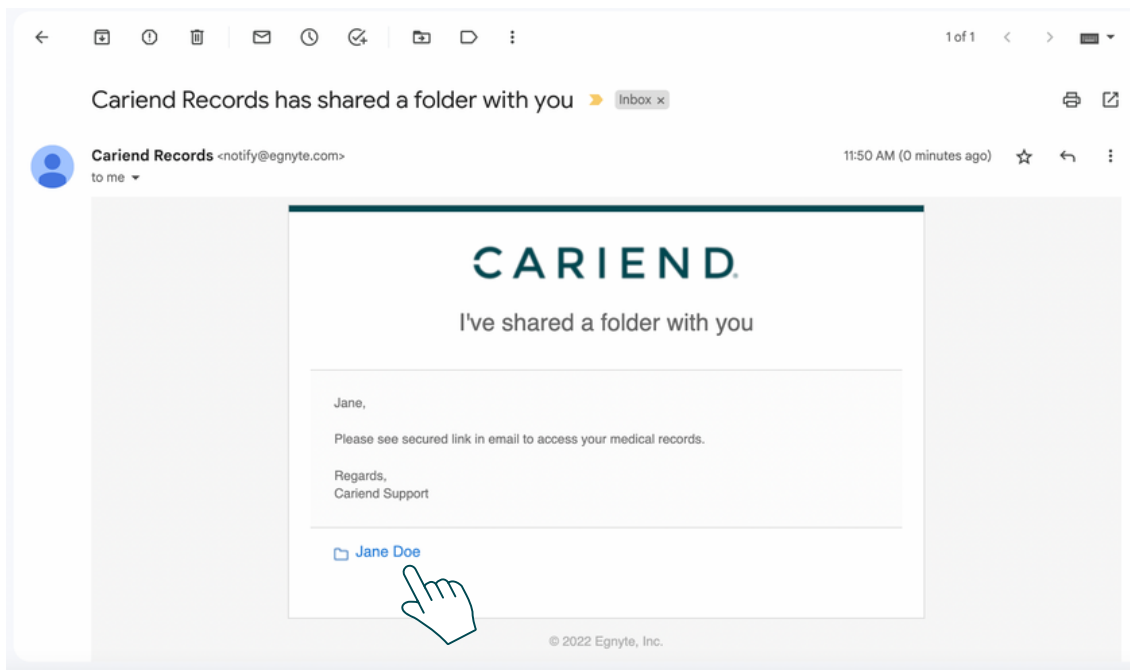 1 of 1
Cariend Records has shared a folder with you
Inbox x
Cariend Records <notify@egnyte.com>
11:50 AM (0 minutes ago)
to me
CARIEND®
I've shared a folder with you
Jane,
Please see secured link in email to access your medical records.
Regards,
Cariend Support
Jane Doe
© 2022 Egnyte, Inc.